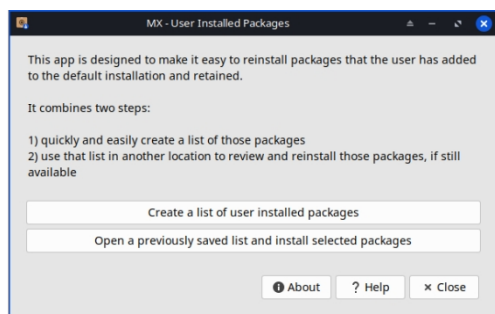 MX - User Installed Packages
This app is designed to make it easy to reinstall packages that the user has added
to the default installation and retained.
It combines two steps:
1) quickly and easily create a list of those packages
2) use that list in another location to review and reinstall those packages, if still
available
Create a list of user installed packages
Open a previously saved list and install selected packages
About ? Help × Close